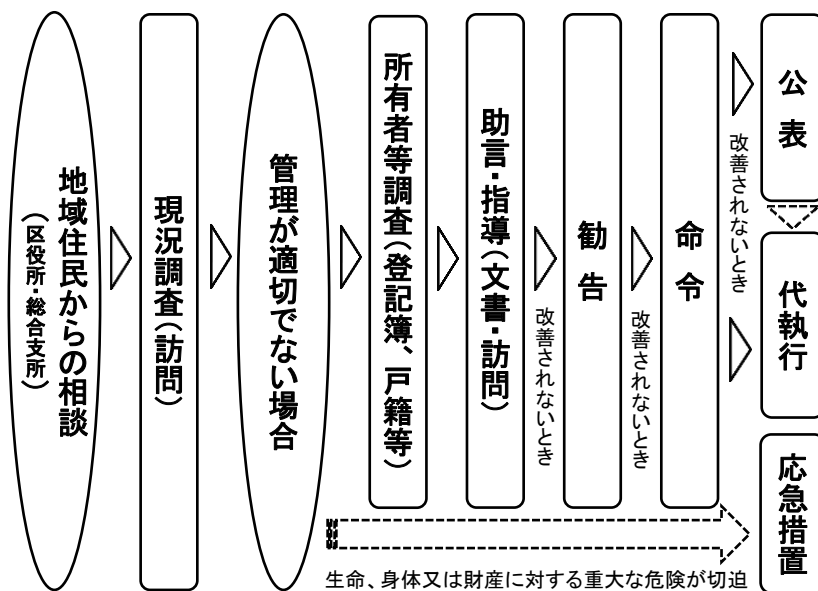 地域住民からの相談
（区役所・総合支所）
現況調査（訪問）
管理が適切でない場合
所有者等調査（登記簿、戸籍等）
助言・指導（文書・訪問）
改善されないとき
勧告
改善されないとき
命令
改善されないとき
公表
代執行
応急措置
生命、身体又は財産に対する重大な危険が切迫